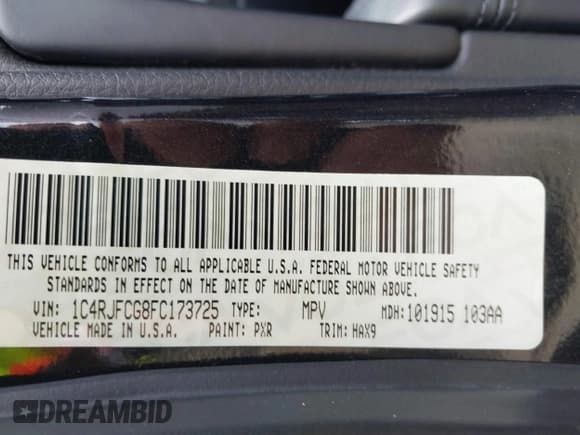 THIS VEHICLE CONFORMS TO ALL APPLICABLE U.S.A. FEDERAL MOTOR VEHICLE SAFETY
STANDARDS IN EFFECT ON THE DATE OF MANUFACTURE SHOWN ABOVE.
VIN: 1C4RJFCG8FC173725 TYPE: MPV MDH:101915 103AA
VEHICLE MADE IN U.S.A. PAINT: PXR TRIM: HAX9
DREAMBID